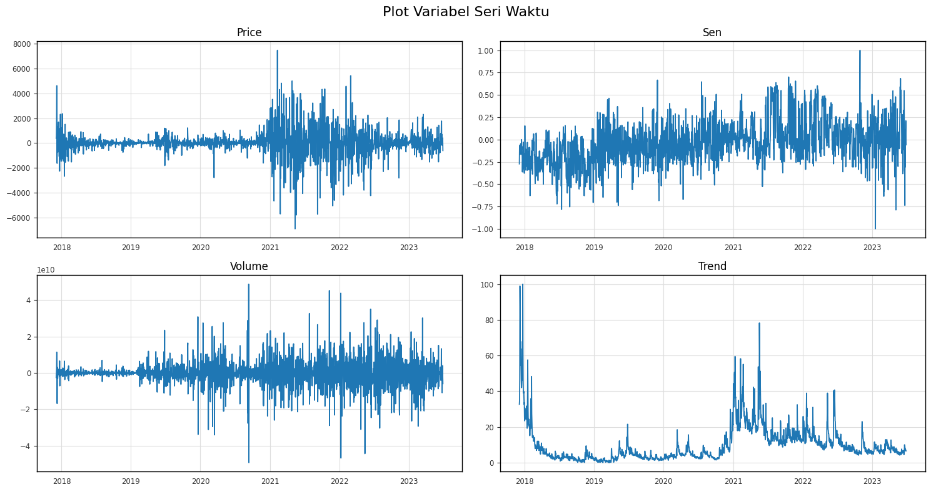 Plot Variabel Seri Waktu
Price
8000
6000
4000
2000
0
−2000
−4000
−6000
2018 2019 2020 2021 2022 2023
Sen
1.00
0.75
0.50
0.25
0.00
−0.25
−0.50
−0.75
−1.00
2018 2019 2020 2021 2022 2023
Volume
1e10
4
2
0
−2
−4
2018 2019 2020 2021 2022 2023
Trend
100
80
60
40
20
0
2018 2019 2020 2021 2022 2023